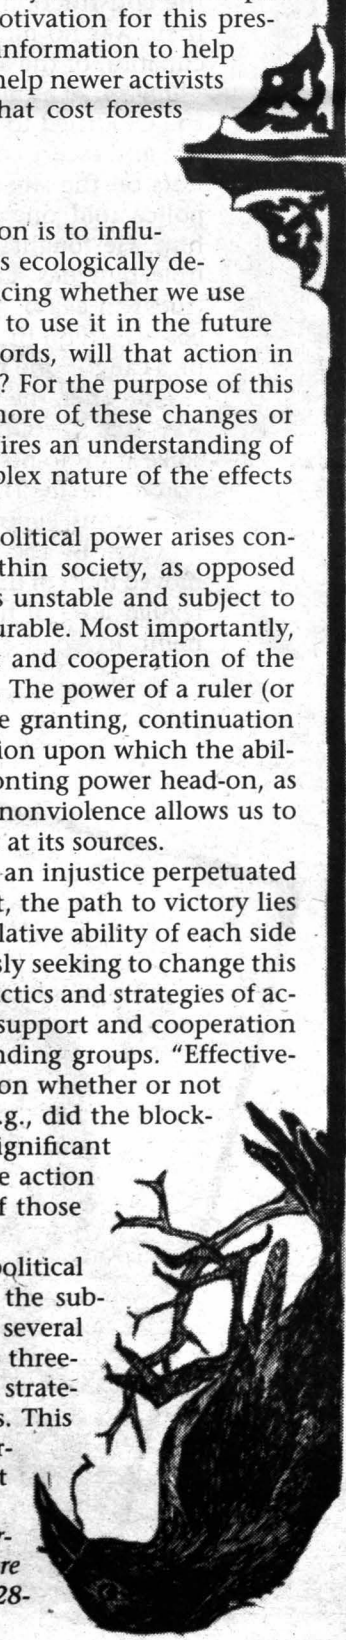 otivation for this pres-
information to help
help newer activists
hat cost forests
on is to influ-
s ecologically de-
cing whether we use
to use it in the future
ords, will that action in
? For the purpose of this
more of these changes or
ires an understanding of
plex nature of the effects
olitical power arises con-
thin society, as opposed
s unstable and subject to
urable. Most importantly,
and cooperation of the
The power of a ruler (or
e granting, continuation
ion upon which the abil-
onting power head-on, as
nonviolence allows us to
at its sources.
an injustice perpetuated
t, the path to victory lies
lative ability of each side
sly seeking to change this
ctics and strategies of ac-
support and cooperation
nding groups. “Effective-
on whether or not
.g., did the block-
ignificant
e action
f those
political
the sub-
several
three-
strate-
s. This
r-
t
r-
re
28-